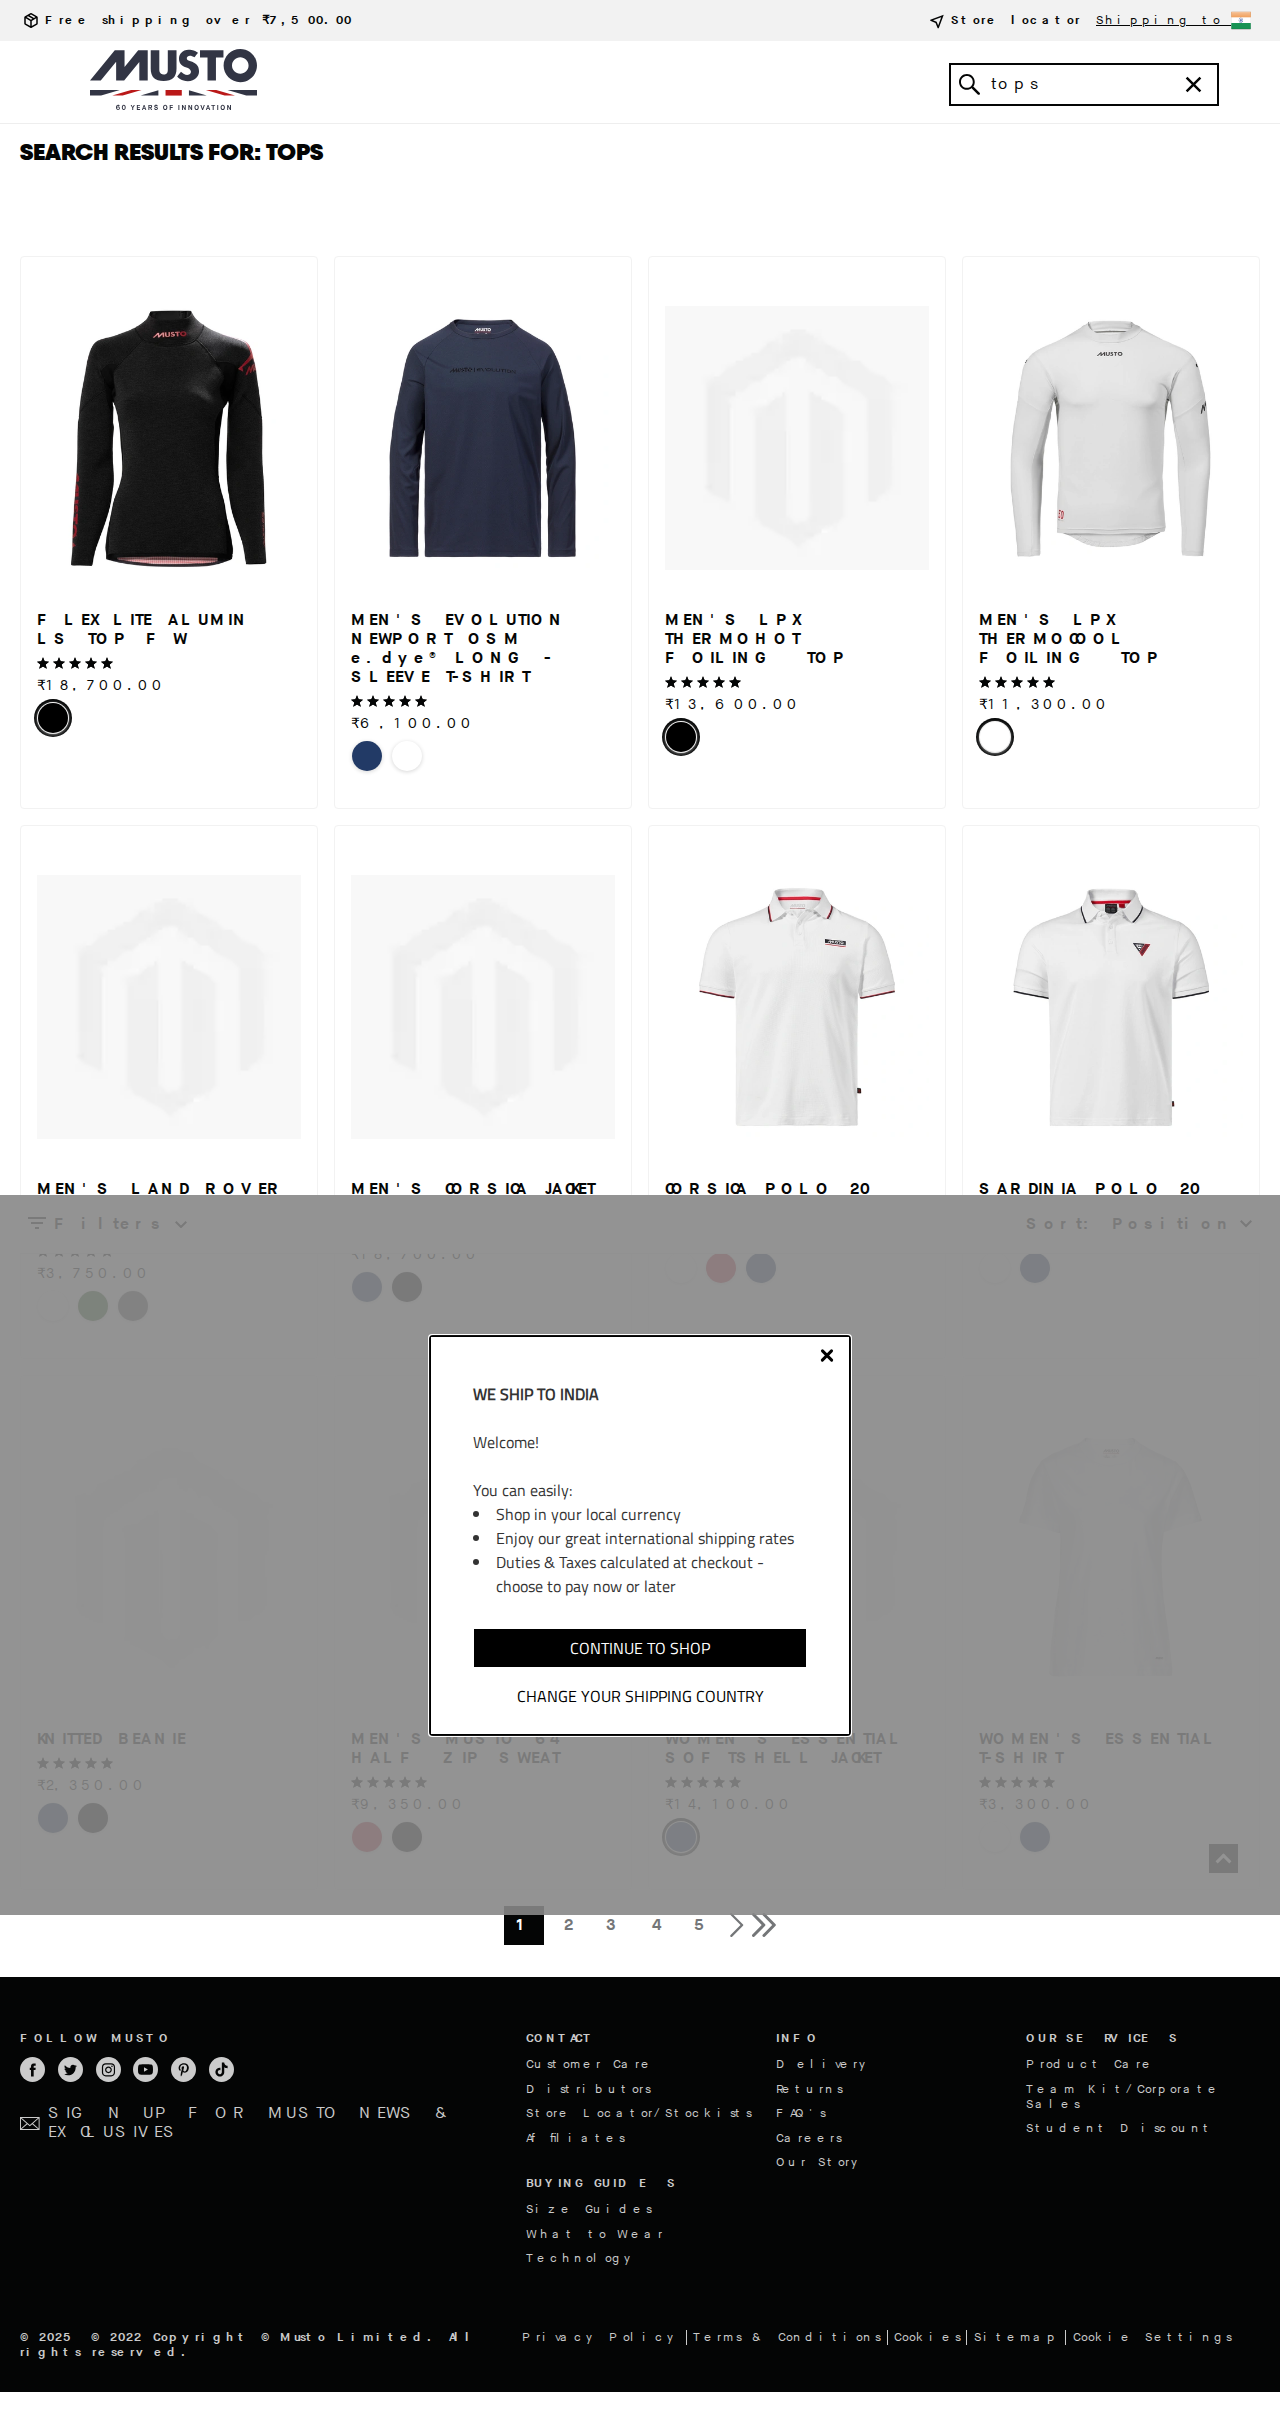 Free shipping over ₹7,500.00
Store locator Shipping to
MUSTO
60 YEARS OF INNOVATION
tops
SEARCH RESULTS FOR: TOPS
MUSTO
MUSTO
MUSTO
FLEXLITE ALUMIN
LS TOP FW
₹18,700.00
MEN'S EVOLUTION
NEWPORT OSM
e.dye® LONG-
SLEEVE T-SHIRT
₹6,100.00
MEN'S LPX
THERMOHOT
FOILING TOP
₹13,600.00
MEN'S LPX
THERMOCOOL
FOILING TOP
₹11,300.00
MEN'S LAND ROVER
MEN'S CORSICA JACKET
CORSICA POLO 20
SARDINIA POLO 20
Filters
Sort: Position
₹3,750.00
₹18,700.00
WE SHIP TO INDIA
Welcome!
You can easily:
• Shop in your local currency
• Enjoy our great international shipping rates
• Duties & Taxes calculated at checkout -
choose to pay now or later
CONTINUE TO SHOP
CHANGE YOUR SHIPPING COUNTRY
KNITTED BEANIE
₹2,350.00
MEN'S MUSTO 64
HALF ZIP SWEAT
₹9,350.00
WOMEN'S ESSENTIAL
SOFTSHELL JACKET
₹14,100.00
WOMEN'S ESSENTIAL
T-SHIRT
₹3,300.00
1 2 3 4 5
FOLLOW MUSTO
SIGN UP FOR MUSTO NEWS &
EXCLUSIVES
CONTACT
Customer Care
Distributors
Store Locator/Stockists
Affiliates
BUYING GUIDES
Size Guides
What to Wear
Technology
INFO
Delivery
Returns
FAQ's
Careers
Our Story
OUR SERVICES
Product Care
Team Kit/Corporate
Sales
Student Discount
© 2025 © 2022 Copyright © Musto Limited. All
rights reserved.
Privacy Policy | Terms & Conditions | Cookies | Sitemap | Cookie Settings